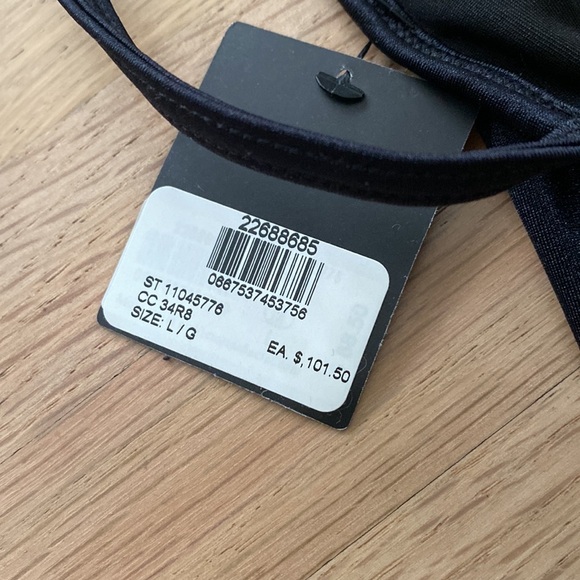 22688685
0667537453756
ST 11045776
CC 34R8
SIZE: L / G
EA. $,101.50